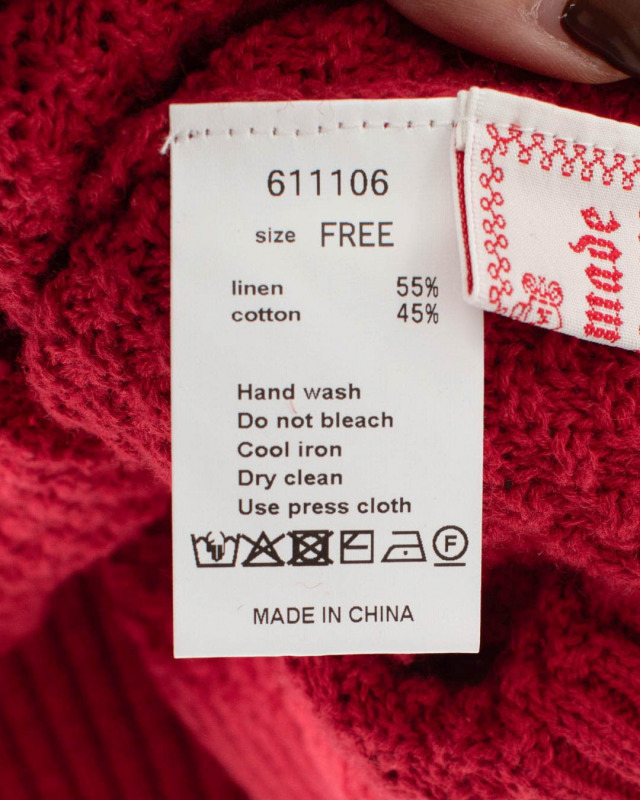 611106
size FREE
linen 55%
cotton 45%
Hand wash
Do not bleach
Cool iron
Dry clean
Use press cloth
F
MADE IN CHINA
made